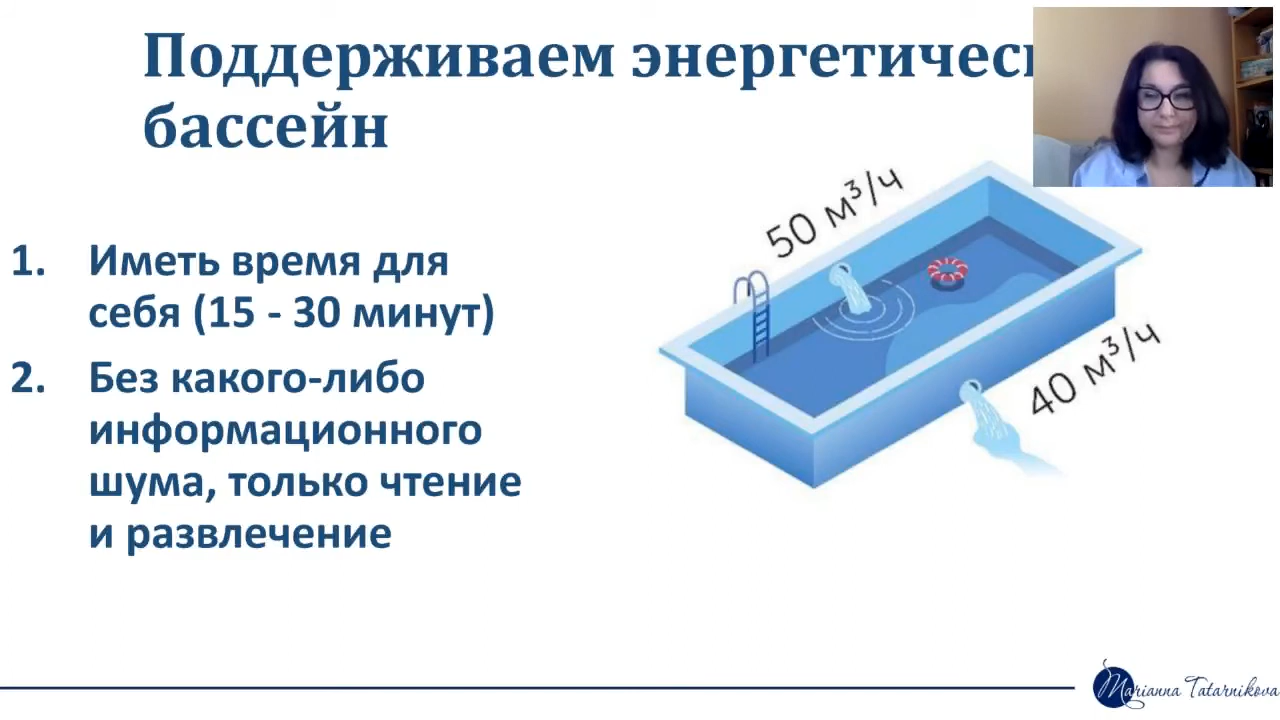 Поддерживаем энергетическ
бассейн
50 м³/ч
1. Иметь время для
себя (15 - 30 минут)
2. Без какого-либо
информационного
шума, только чтение
и развлечение
40 м³/ч
Marianna Tatarnikova